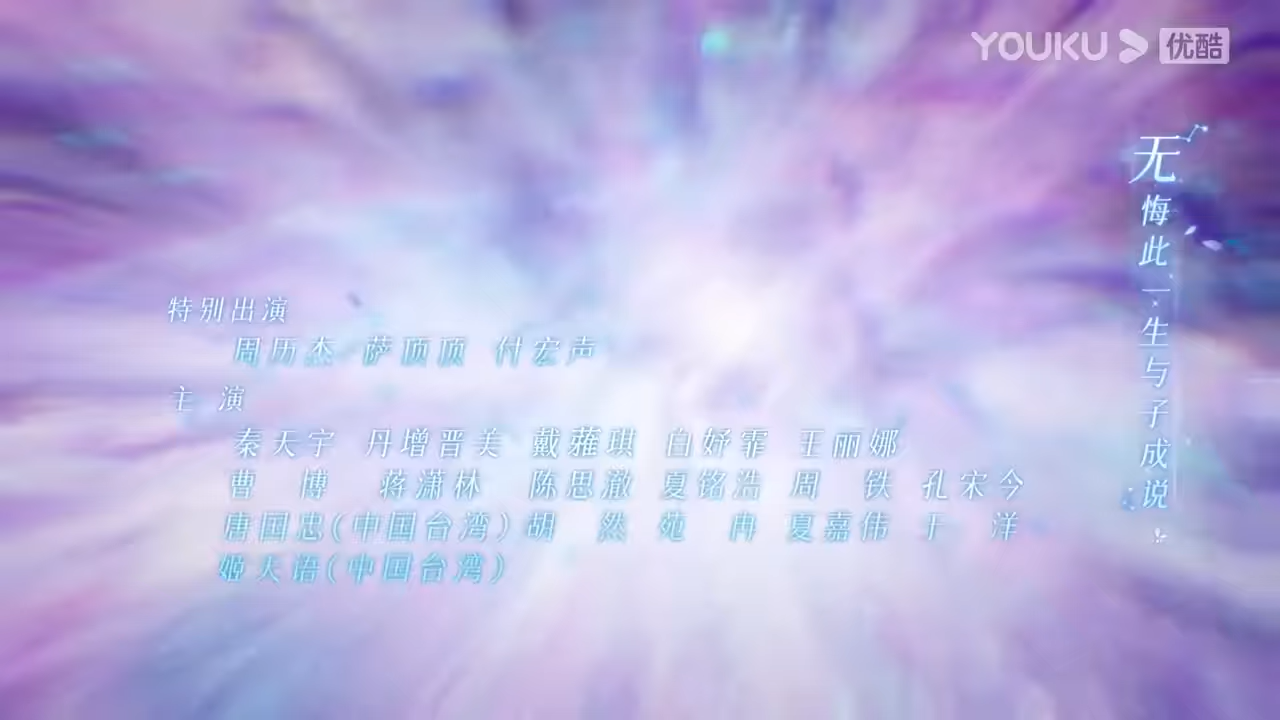 YOUKU 优酷
无悔此一生与子成说
特别出演
周历杰 萨顶顶 付宏声
主 演
秦天宇 丹增晋美 戴蕥琪 白妤霏 王丽娜
曹 博 蒋潇林 陈思澈 夏铭浩 周 铁 孔宋今
唐国忠(中国台湾) 胡 然 苑 冉 夏嘉伟 于 洋
姬天语(中国台湾)